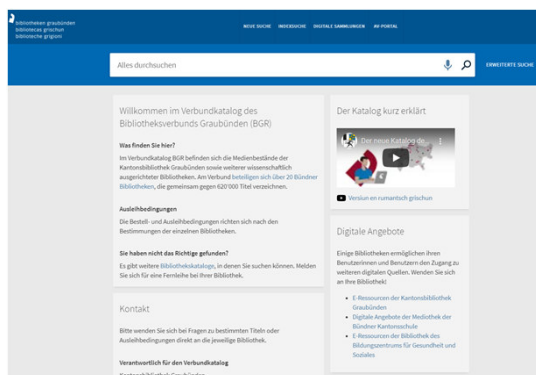 bibliotheken graubünden
bibliotecas grischun
biblioteche grigioni
NEUE SUCHE INDEXSUCHE DIGITALE SAMMLUNGEN AV-PORTAL
Alles durchsuchen
ERWEITERTE SUCHE
Willkommen im Verbundkatalog des
Bibliotheksverbunds Graubünden (BGR)
Was finden Sie hier?
Im Verbundkatalog BGR befinden sich die Medienbestände der
Kantonsbibliothek Graubünden sowie weiterer wissenschaftlich
ausgerichteter Bibliotheken. Am Verbund beteiligen sich über 20 Bündner
Bibliotheken, die gemeinsam gegen 620'000 Titel verzeichnen.
Ausleihbedingungen
Die Bestell- und Ausleihbedingungen richten sich nach den
Bestimmungen der einzelnen Bibliotheken.
Sie haben nicht das Richtige gefunden?
Es gibt weitere Bibliothekskataloge, in denen Sie suchen können. Melden
Sie sich für eine Fernleihe bei Ihrer Bibliothek.
Kontakt
Bitte wenden Sie sich bei Fragen zu bestimmten Titeln oder
Ausleihbedingungen direkt an die jeweilige Bibliothek.
Verantwortlich für den Verbundkatalog
Kantonsbibliothek Graubünden
Der Katalog kurz erklärt
Der neue Katalog de...
Versiun en rumantsch grischun
Digitale Angebote
Einige Bibliotheken ermöglichen ihren
Benutzerinnen und Benutzern den Zugang zu
weiteren digitalen Quellen. Wenden Sie sich
an Ihre Bibliothek!
E-Ressourcen der Kantonsbibliothek
Graubünden
Digitale Angebote der Mediothek der
Bündner Kantonsschule
E-Ressourcen der Bibliothek des
Bildungszentrums für Gesundheit und
Soziales